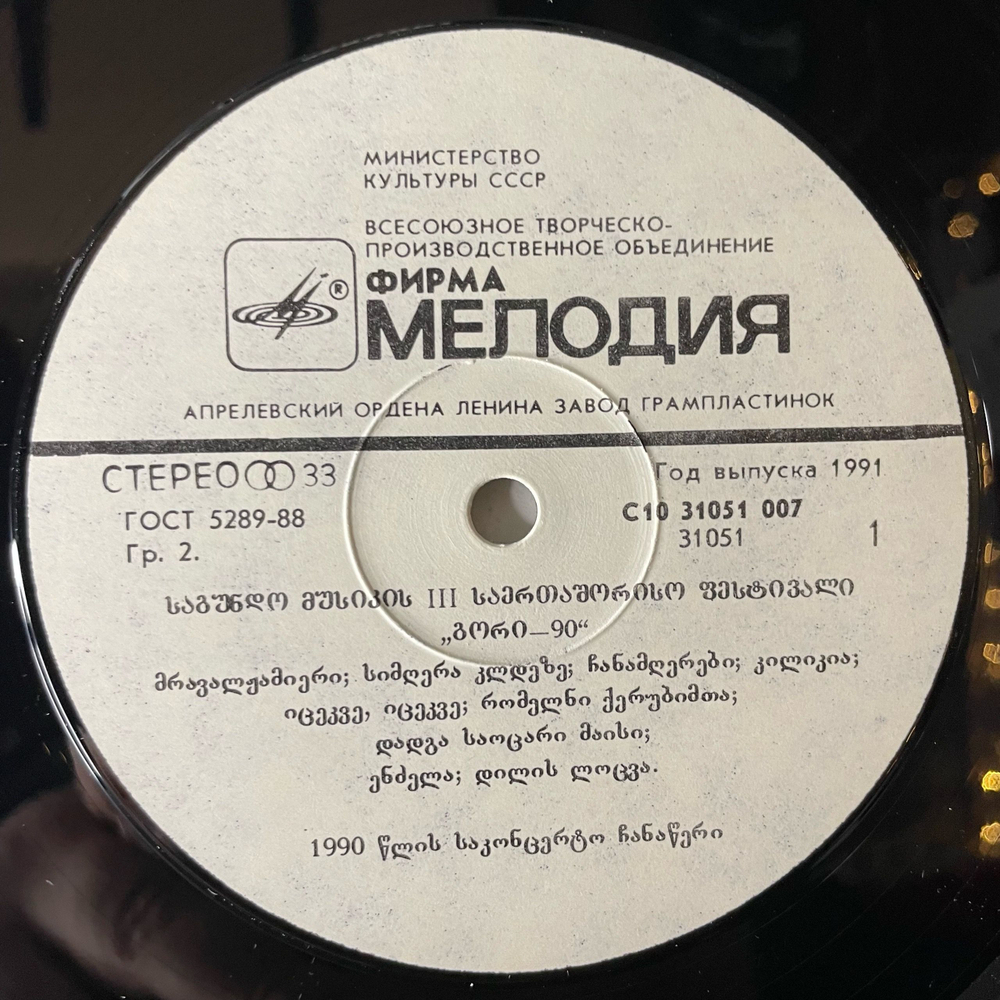 МИНИСТЕРСТВО
КУЛЬТУРЫ СССР
ВСЕСОЮЗНОЕ ТВОРЧЕСКО-
ПРОИЗВОДСТВЕННОЕ ОБЪЕДИНЕНИЕ
ФИРМА
®
МЕЛОДИЯ
АПРЕЛЕВСКИЙ ОРДЕНА ЛЕНИНА ЗАВОД ГРАМПЛАСТИНОК
СТЕРЕО 33
Год выпуска 1991
ГОСТ 5289-88
С10 31051 007
Гр. 2.
31051
1
საგუნდო მუსიკის III საერთაშორისო ფესტივალი
„გორი—90“
მრავალჟამიერი; სიმღერა კლდეზე; ჩანამღერები; კილიკია;
იცეკვე, იცეკვე; რომელნი ქერუბიმთა;
დადგა საოცარი მაისი;
ენძელა; დილის ლოცვა.
1990 წლის საკონცერტო ჩანაწერი